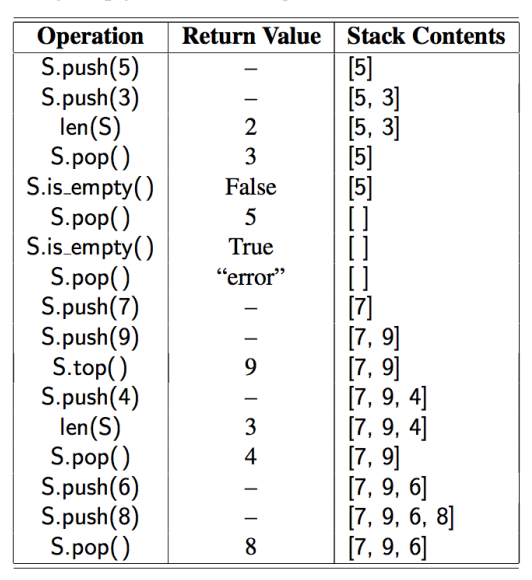 Operation Return Value Stack Contents
S.push(5) – [5]
S.push(3) – [5, 3]
len(S) 2 [5, 3]
S.pop( ) 3 [5]
S.is_empty( ) False [5]
S.pop( ) 5 [ ]
S.is_empty( ) True [ ]
S.pop( ) “error” [ ]
S.push(7) – [7]
S.push(9) – [7, 9]
S.top( ) 9 [7, 9]
S.push(4) – [7, 9, 4]
len(S) 3 [7, 9, 4]
S.pop( ) 4 [7, 9]
S.push(6) – [7, 9, 6]
S.push(8) – [7, 9, 6, 8]
S.pop( ) 8 [7, 9, 6]